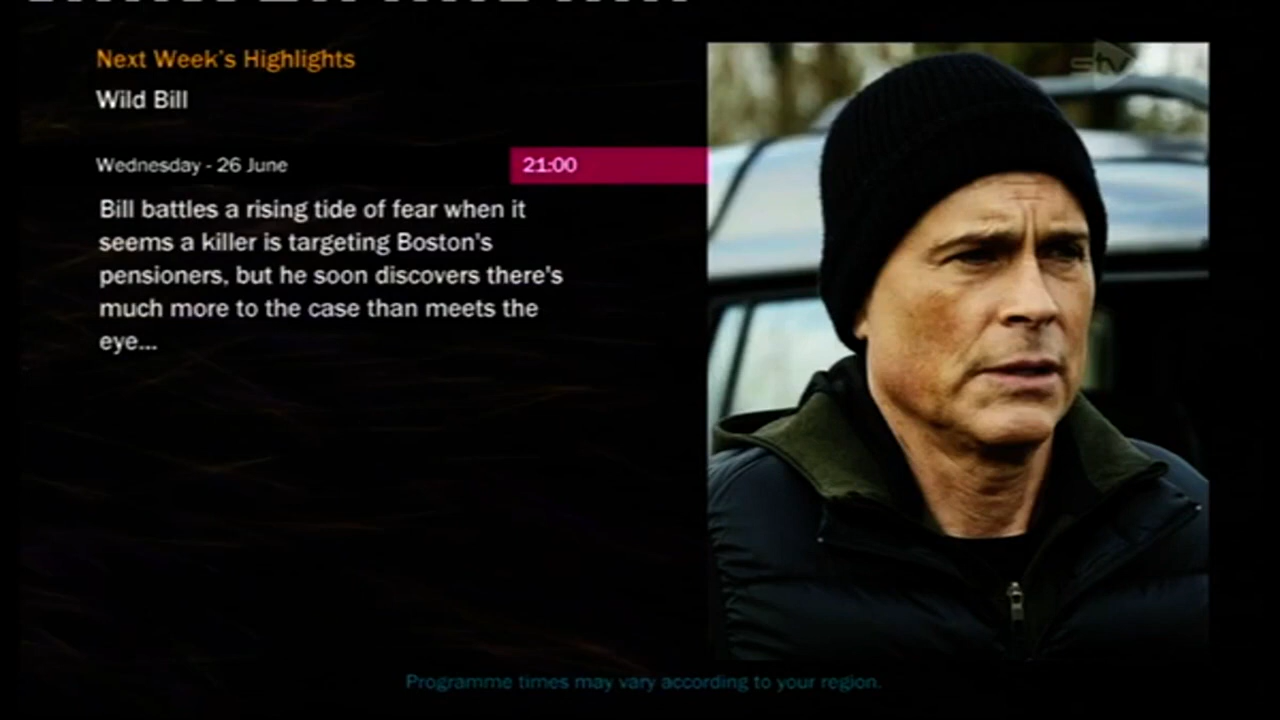 Next Week's Highlights
Wild Bill
Wednesday - 26 June
21:00
Bill battles a rising tide of fear when it
seems a killer is targeting Boston's
pensioners, but he soon discovers there's
much more to the case than meets the
eye...
stv
Programme times may vary according to your region.